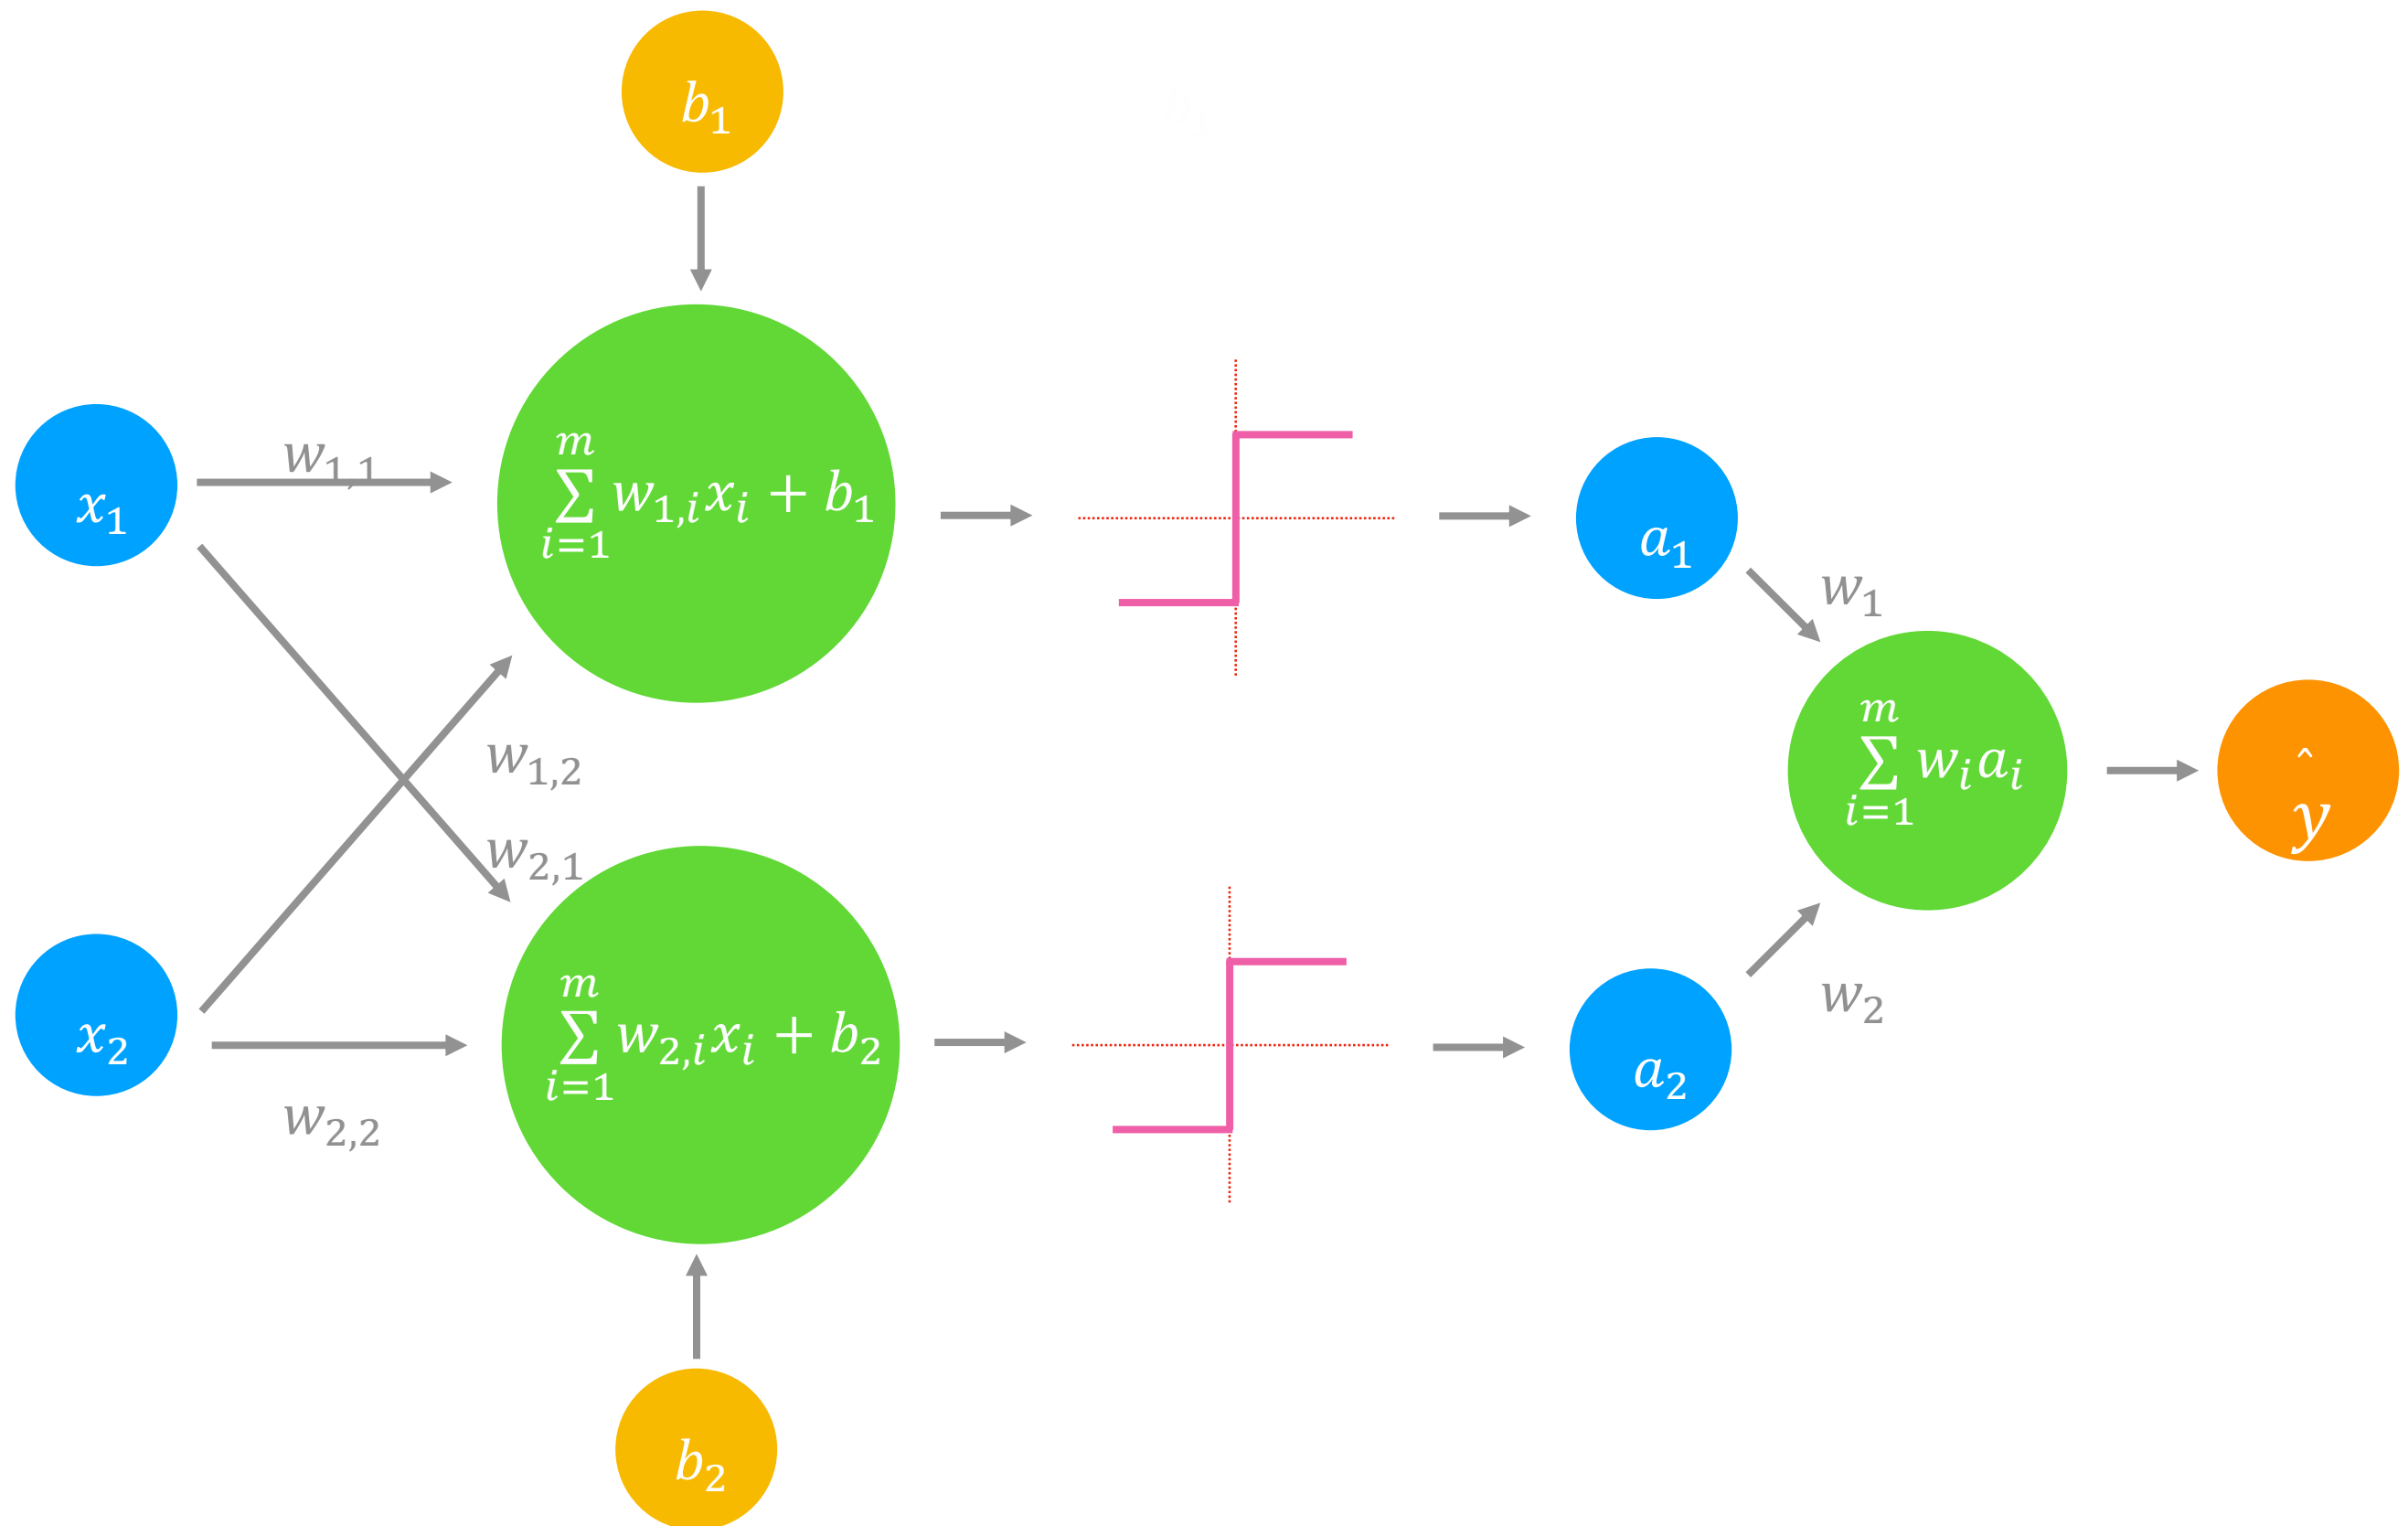 b₁
x₁
w₁,₁
m
∑ w₁,ᵢxᵢ + b₁
i=1
a₁
w₁
w₁,₂
w₂,₁
m
∑ wᵢaᵢ
i=1
ŷ
x₂
w₂,₂
m
∑ w₂,ᵢxᵢ + b₂
i=1
a₂
w₂
b₂